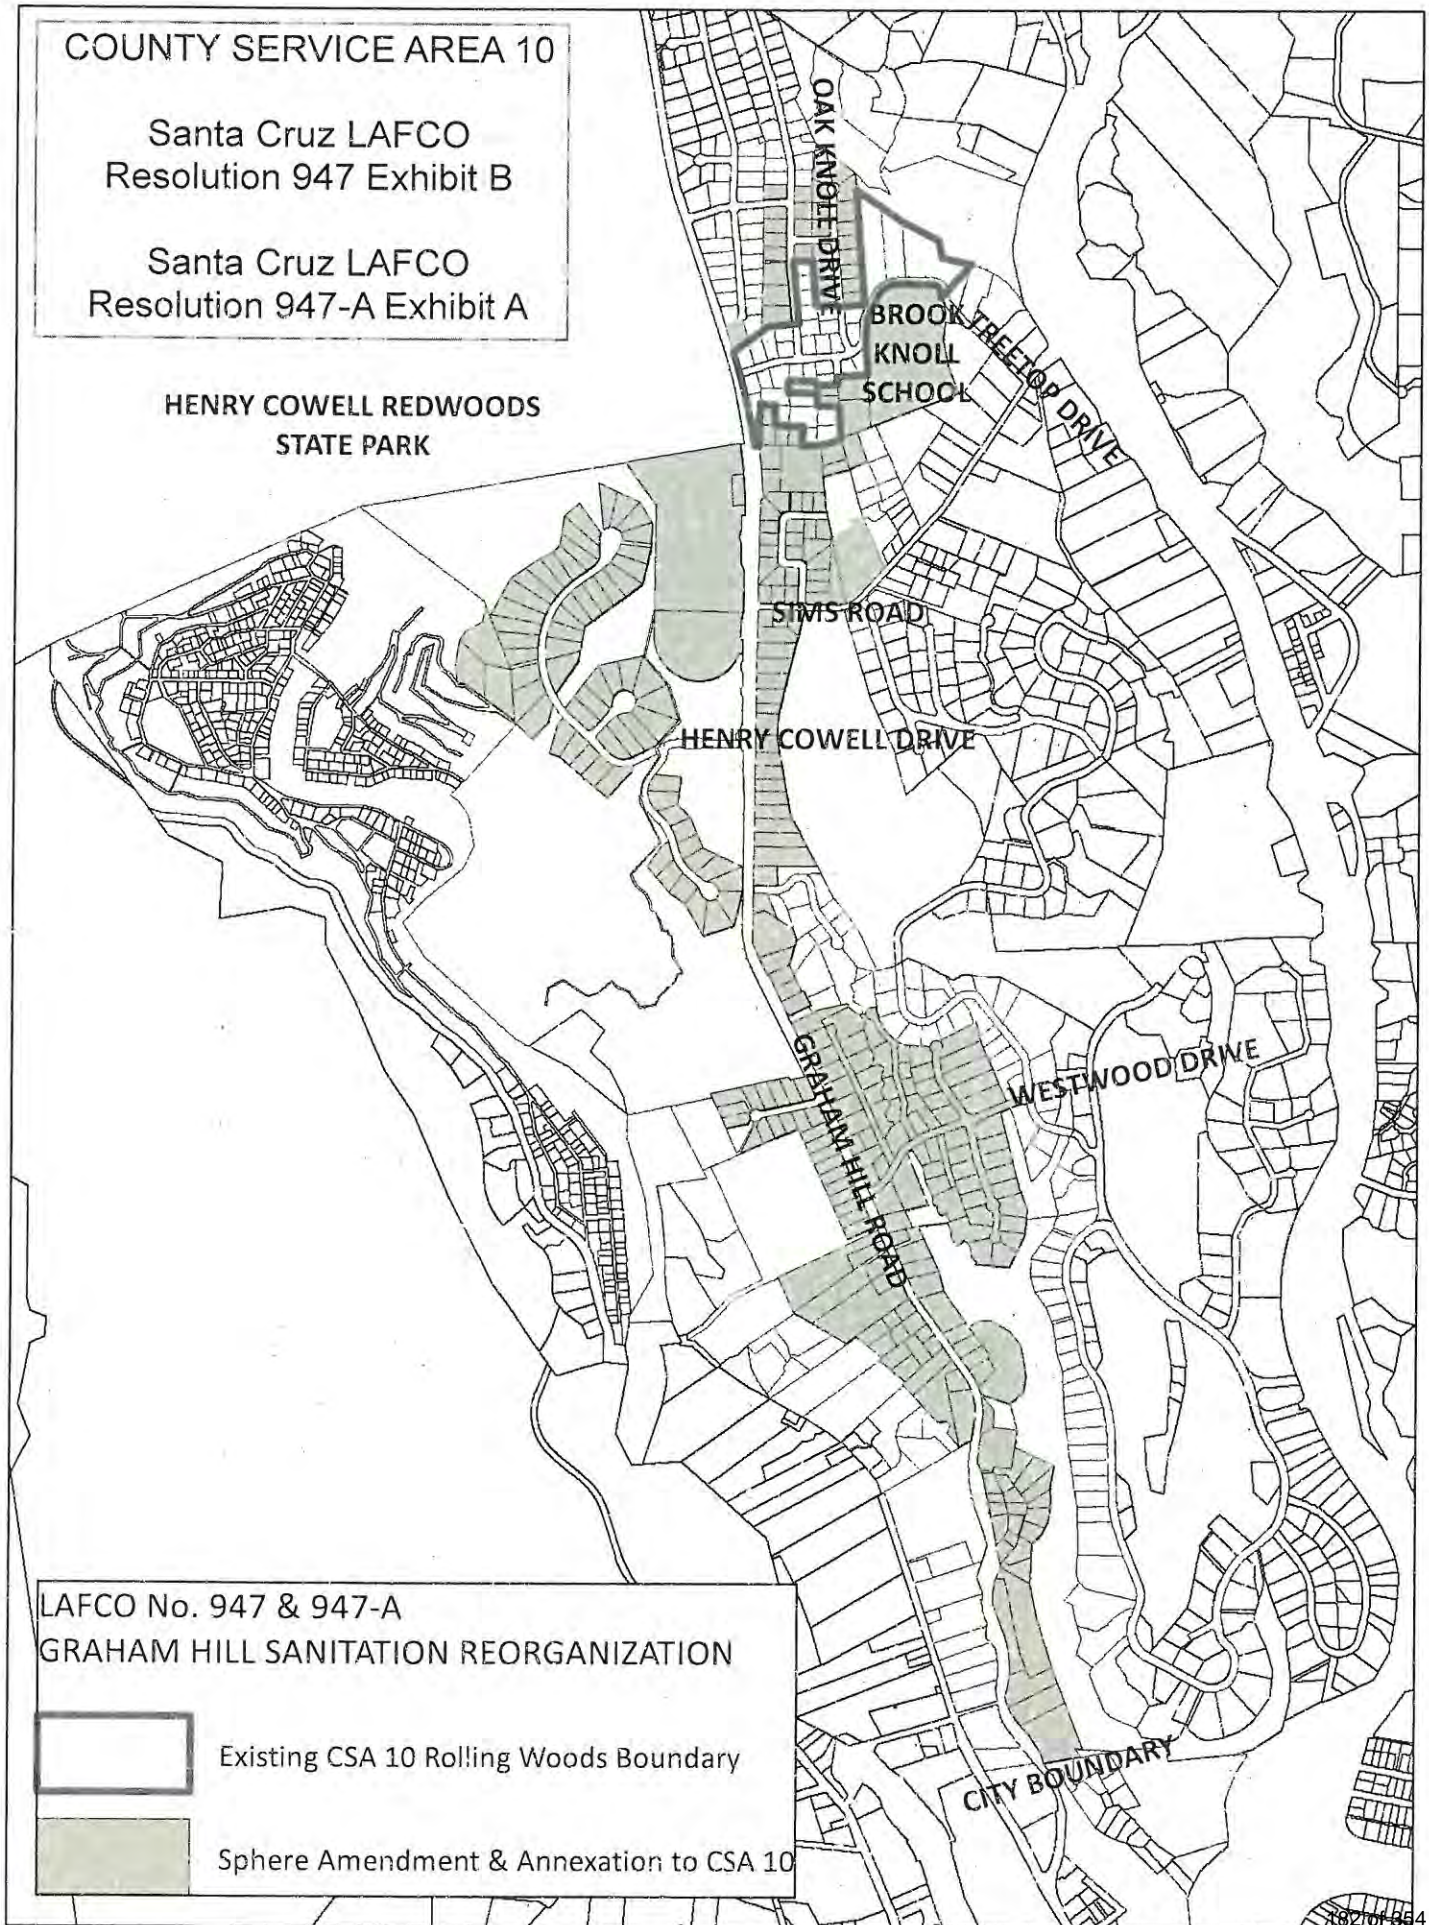 COUNTY SERVICE AREA 10
Santa Cruz LAFCO
Resolution 947 Exhibit B
Santa Cruz LAFCO
Resolution 947-A Exhibit A
OAK KNOLL DRIVE
BROOK
KNOLL
SCHOOL
TREETOP DRIVE
HENRY COWELL REDWOODS
STATE PARK
SIMS ROAD
HENRY COWELL DRIVE
GRAHAM HILL ROAD
WESTWOOD DRIVE
CITY BOUNDARY
LAFCO No. 947 & 947-A
GRAHAM HILL SANITATION REORGANIZATION
Existing CSA 10 Rolling Woods Boundary
Sphere Amendment & Annexation to CSA 10
182 of 354